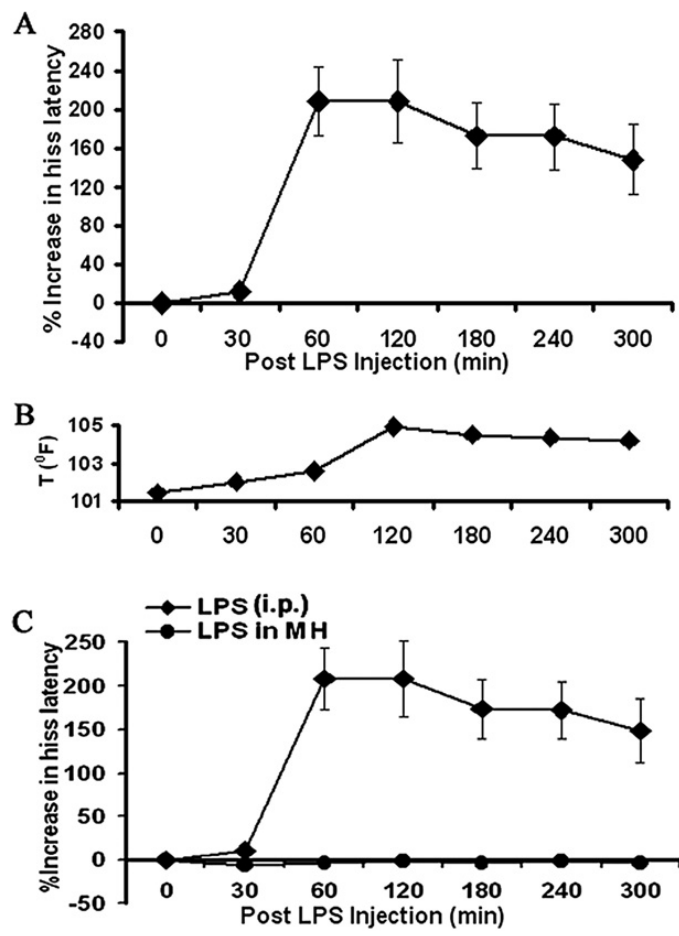 A
% Increase in hiss latency
280
240
200
160
120
80
40
0
-40
0 30 60 120 180 240 300
Post LPS Injection (min)
B
T (⁰F)
105
103
101
0 30 60 120 180 240 300
C
LPS (i.p.)
LPS in MH
%Increase in hiss latency
250
200
150
100
50
0
-50
0 30 60 120 180 240 300
Post LPS Injection (min)